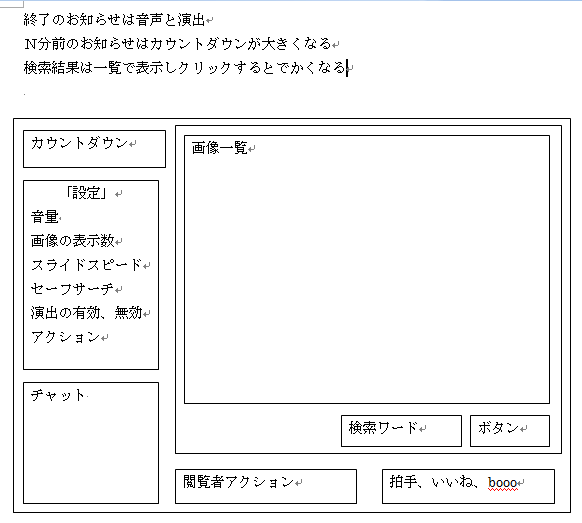 終了のお知らせは音声と演出
N分前のお知らせはカウントダウンが大きくなる
検索結果は一覧で表示しクリックするとでかくなる
カウントダウン
画像一覧
「設定」
音量
画像の表示数
スライドスピード
セーフサーチ
演出の有効、無効
アクション
チャット
検索ワード
ボタン
閲覧者アクション
拍手、いいね、booo